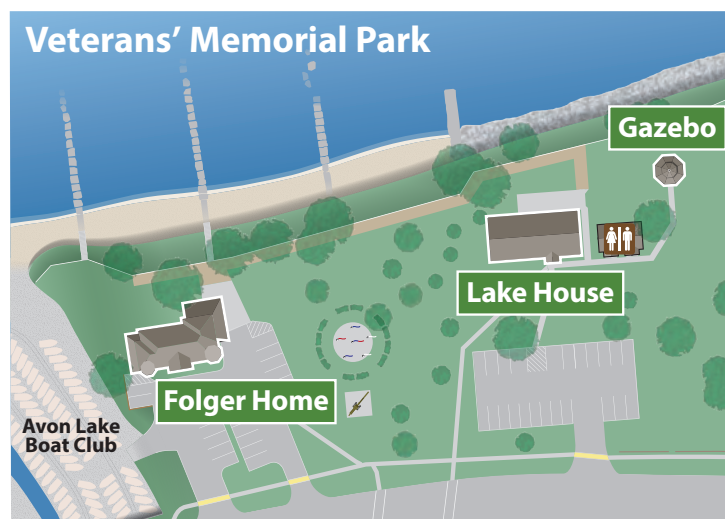 Veterans’ Memorial Park
Gazebo
Lake House
Folger Home
Avon Lake
Boat Club